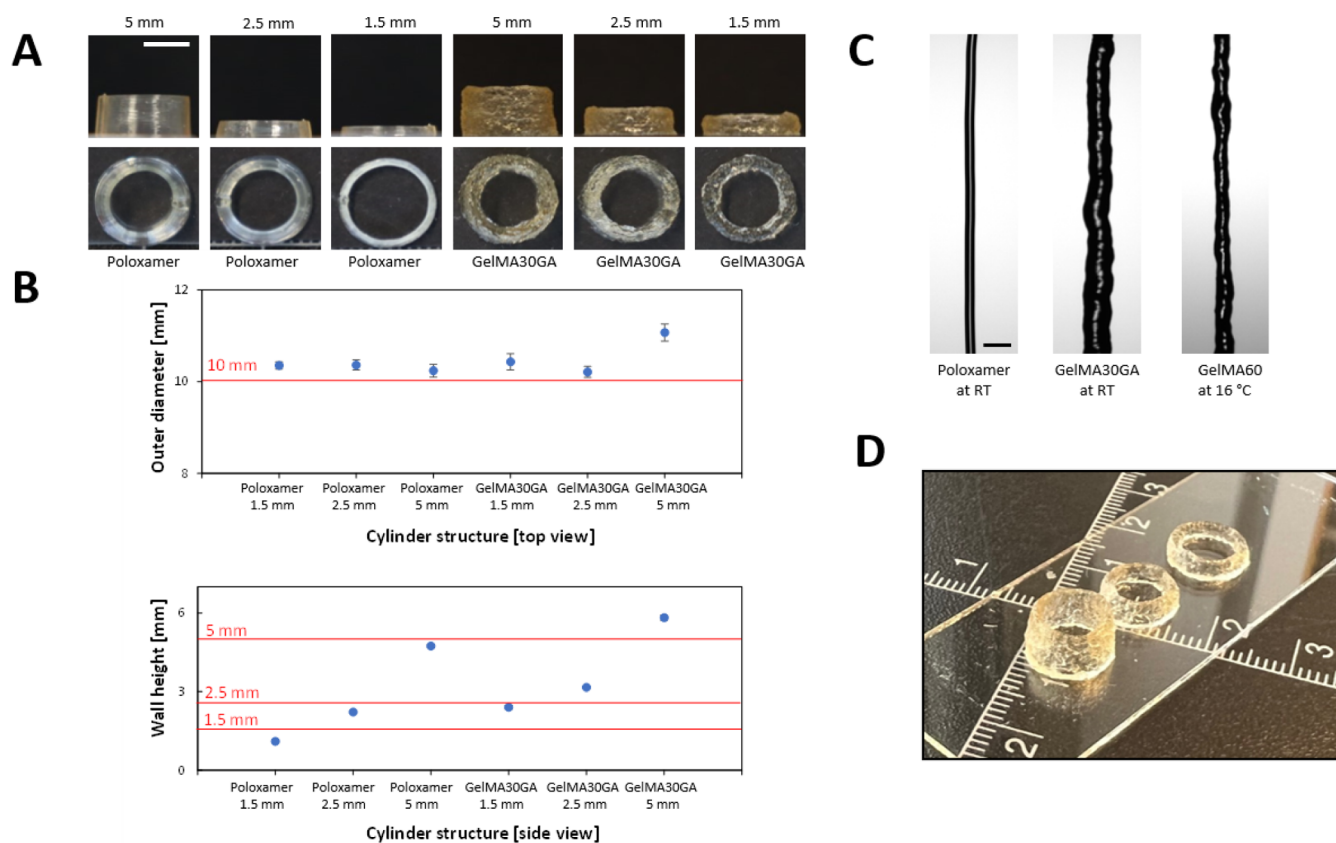 A
5 mm
2.5 mm
1.5 mm
5 mm
2.5 mm
1.5 mm
Poloxamer
Poloxamer
Poloxamer
GelMA30GA
GelMA30GA
GelMA30GA
B
12
10
8
10 mm
Outer diameter [mm]
Poloxamer
1.5 mm
Poloxamer
2.5 mm
Poloxamer
5 mm
GelMA30GA
1.5 mm
GelMA30GA
2.5 mm
GelMA30GA
5 mm
Cylinder structure [top view]
6
3
0
5 mm
2.5 mm
1.5 mm
Wall height [mm]
Poloxamer
1.5 mm
Poloxamer
2.5 mm
Poloxamer
5 mm
GelMA30GA
1.5 mm
GelMA30GA
2.5 mm
GelMA30GA
5 mm
Cylinder structure [side view]
C
Poloxamer
at RT
GelMA30GA
at RT
GelMA60
at 16 °C
D
3
2
1
1
2
3
2